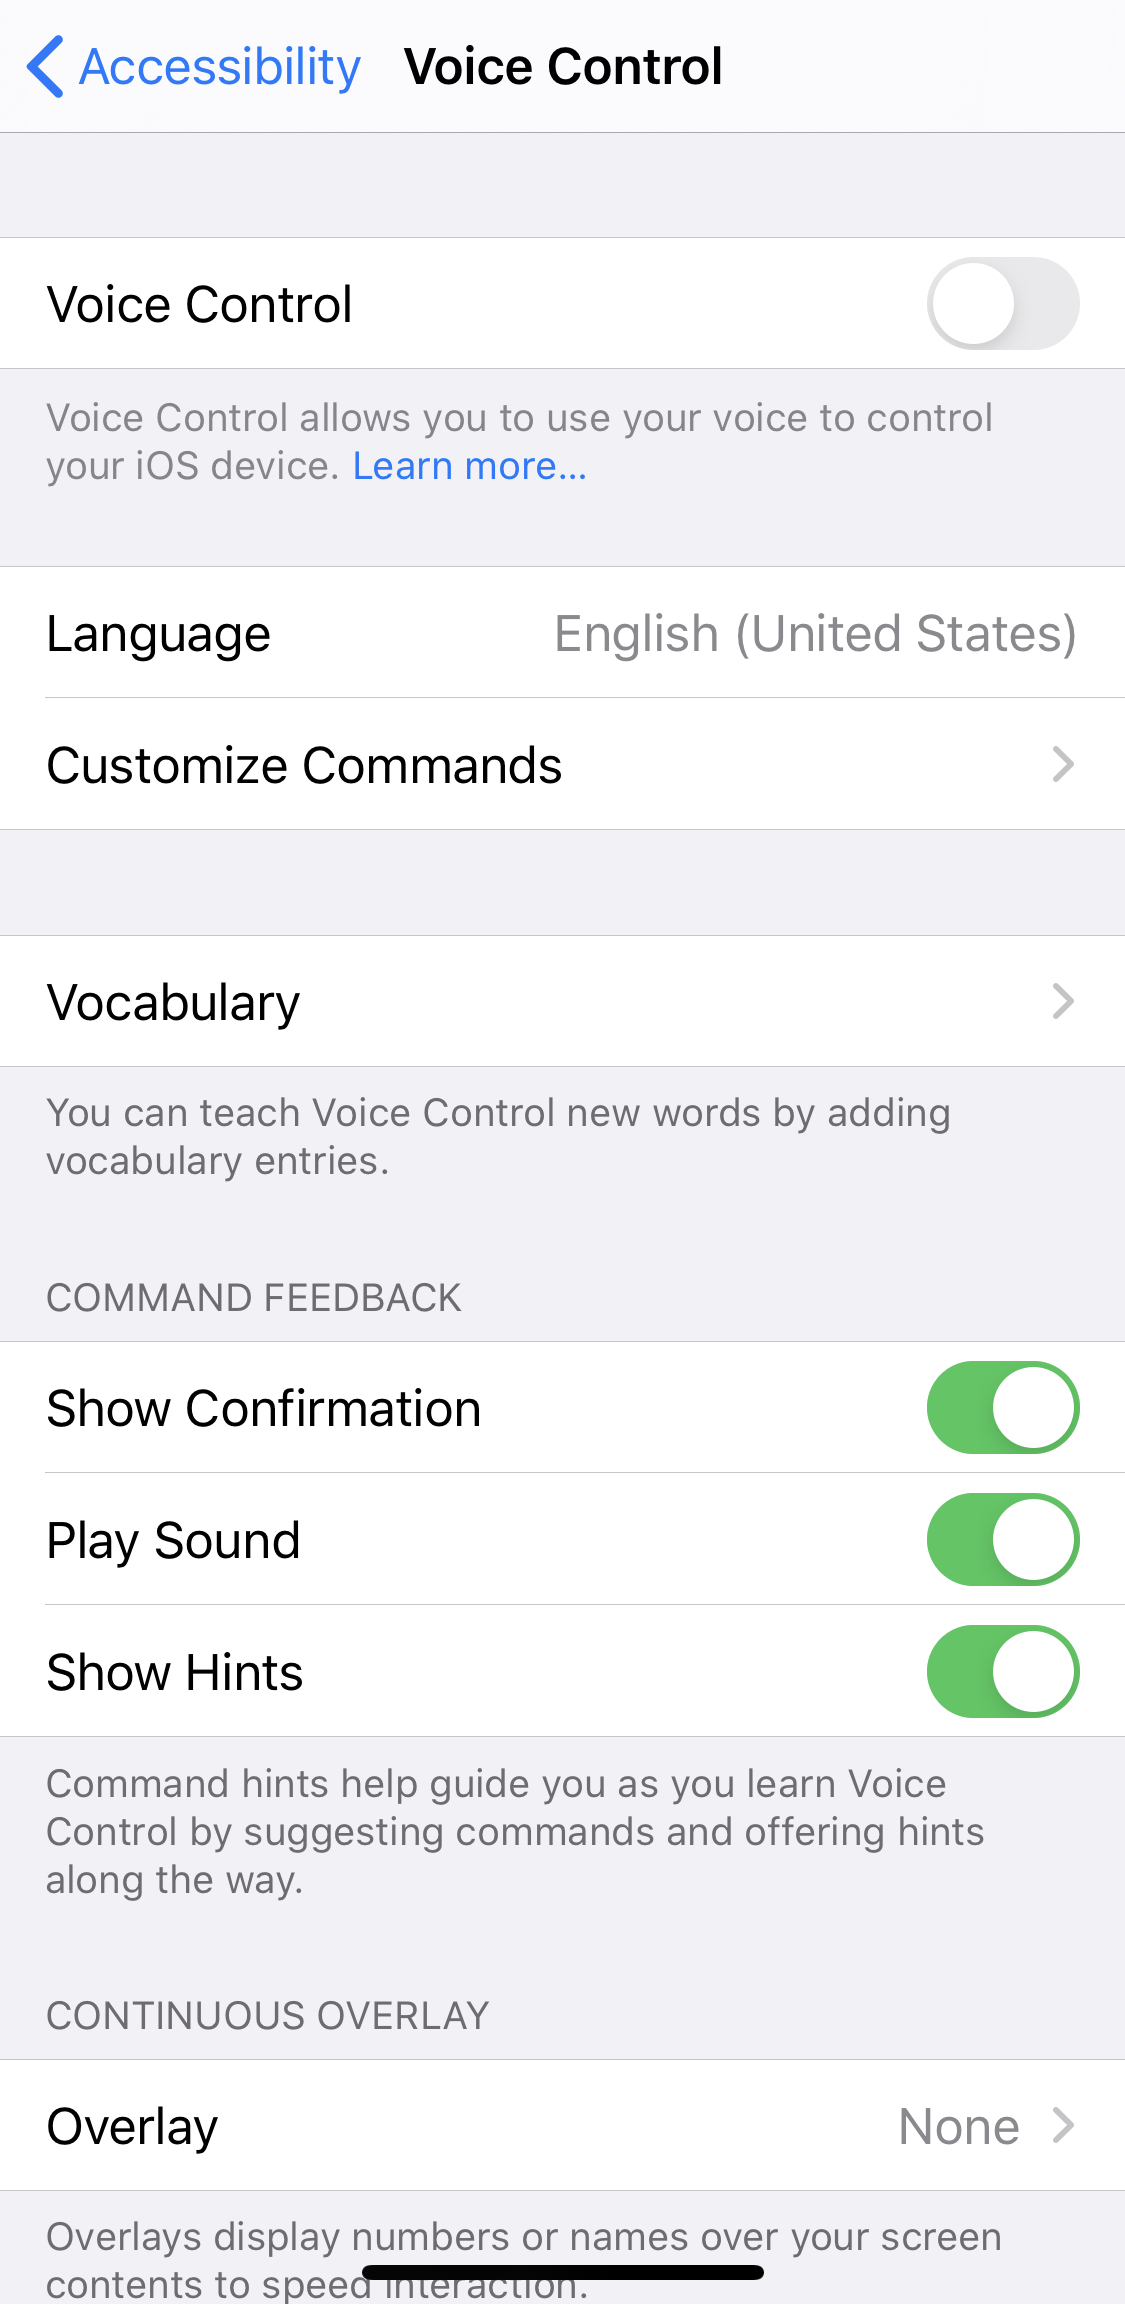 Accessibility Voice Control
Voice Control
Voice Control allows you to use your voice to control
your iOS device. Learn more...
Language English (United States)
Customize Commands
Vocabulary
You can teach Voice Control new words by adding
vocabulary entries.
COMMAND FEEDBACK
Show Confirmation
Play Sound
Show Hints
Command hints help guide you as you learn Voice
Control by suggesting commands and offering hints
along the way.
CONTINUOUS OVERLAY
Overlay None
Overlays display numbers or names over your screen
contents to speed interaction.